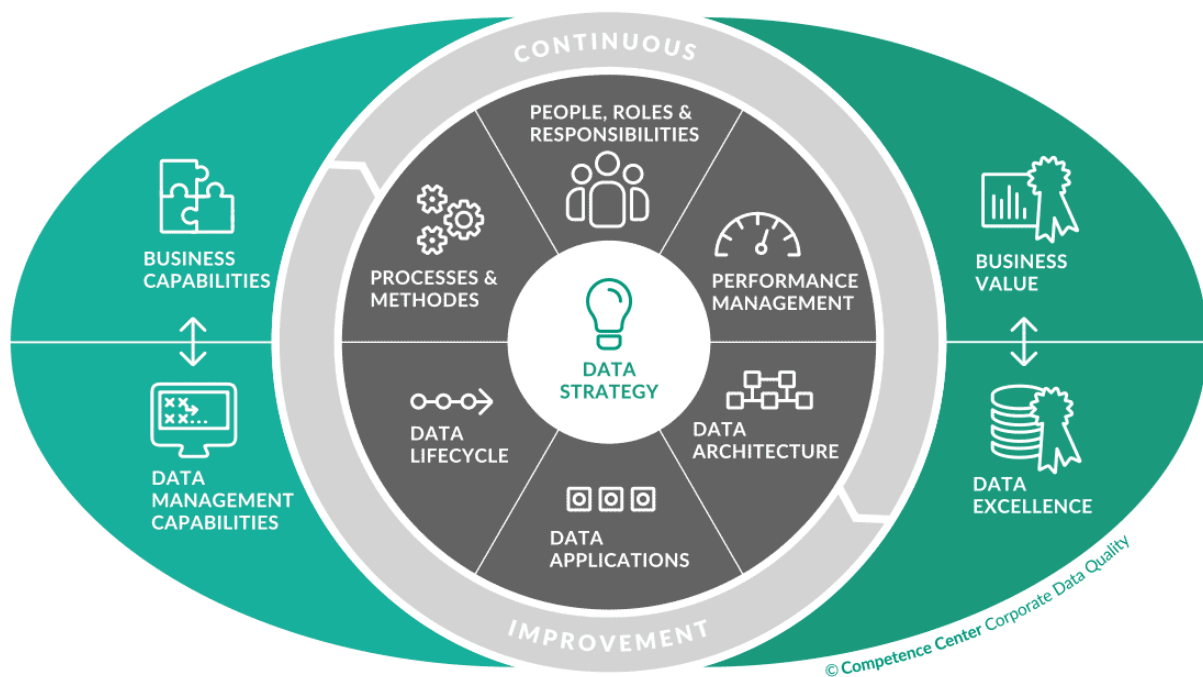 CONTINUOUS
PEOPLE, ROLES &
RESPONSIBILITIES
BUSINESS
CAPABILITIES
PROCESSES &
METHODES
PERFORMANCE
MANAGEMENT
BUSINESS
VALUE
DATA
STRATEGY
DATA
MANAGEMENT
CAPABILITIES
DATA
LIFECYCLE
DATA
APPLICATIONS
DATA
ARCHITECTURE
DATA
EXCELLENCE
IMPROVEMENT
© Competence Center Corporate Data Quality